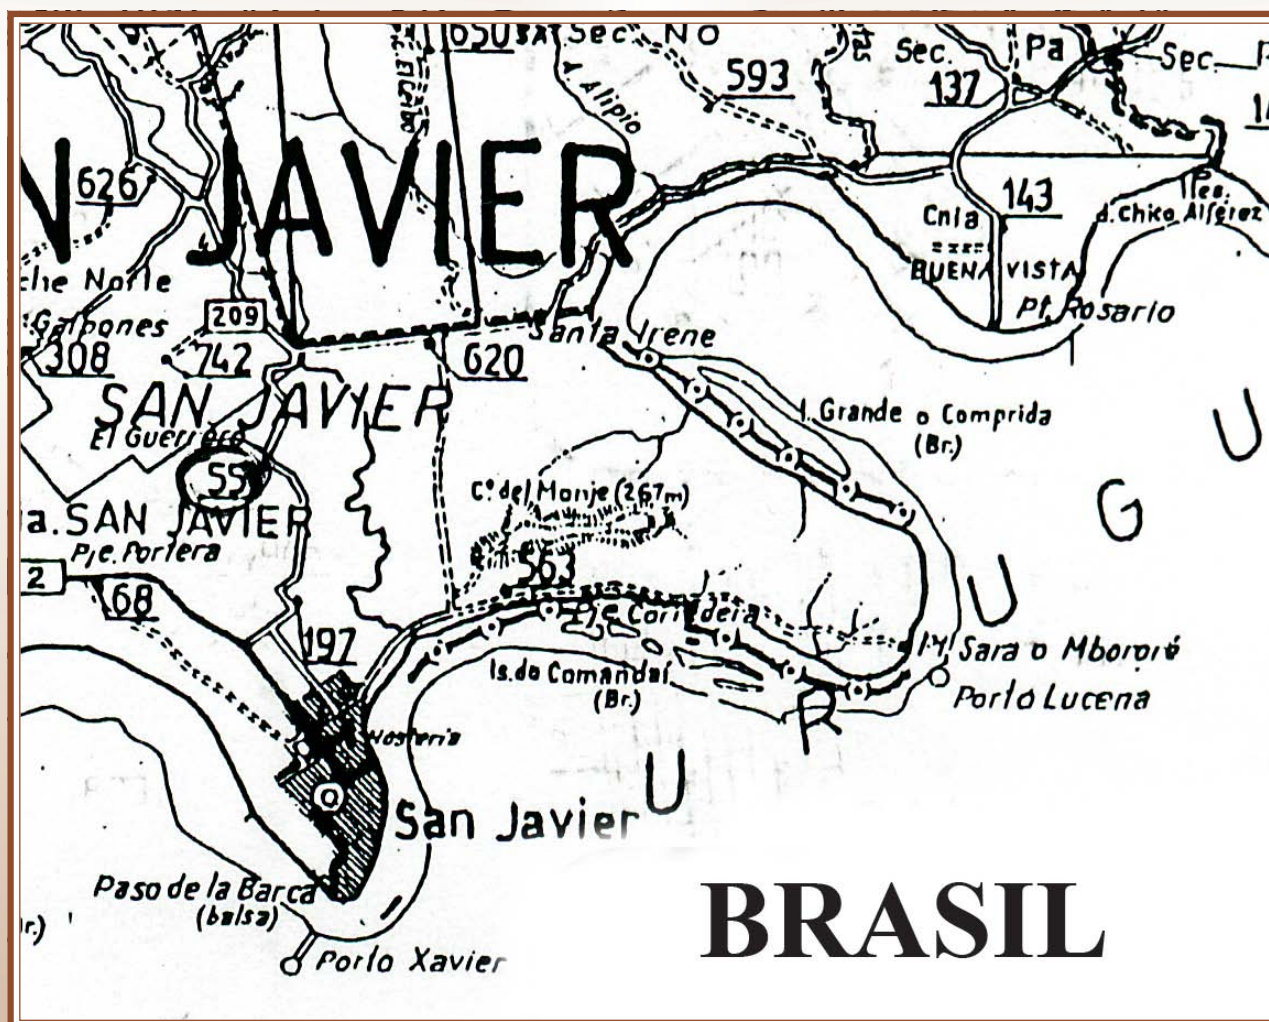 650
Sec. No
d. Alipio
593
Sec.
137
Pa
Sec.
N JAVIER
626
143
Cnia
BUENA VISTA
d. Chico Alférez
Pt. Rosario
che Norte
Galpones
209
308
742
620
Santa Irene
SAN JAVIER
El Guerrero
55
I. Grande o Comprida
(Br.)
Cº del Monje (267m)
a. SAN JAVIER
Pje. Portera
2
68
563
197
Pje Corredera
Is. do Comandaí
(Br.)
Sara o Mbororé
Porto Lucena
Hosteria
San Javier
U R U G U
Paso de la Barca
(balsa)
r.)
Porto Xavier
BRASIL